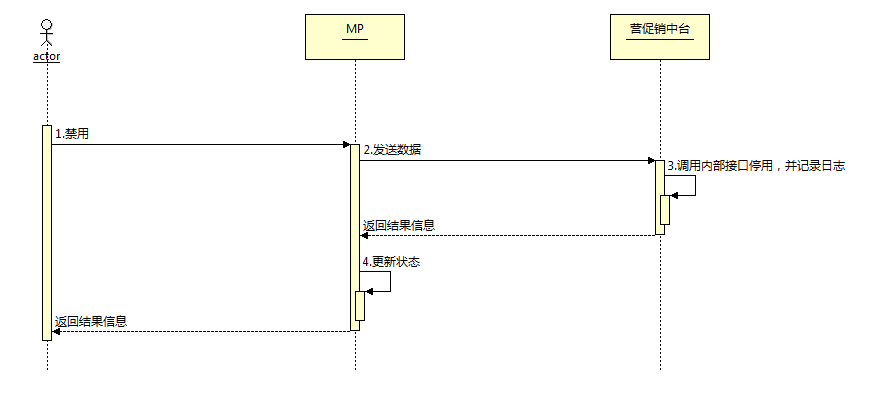 actor
MP
营促销中台
1.禁用
2.发送数据
3.调用内部接口停用，并记录日志
返回结果信息
4.更新状态
返回结果信息